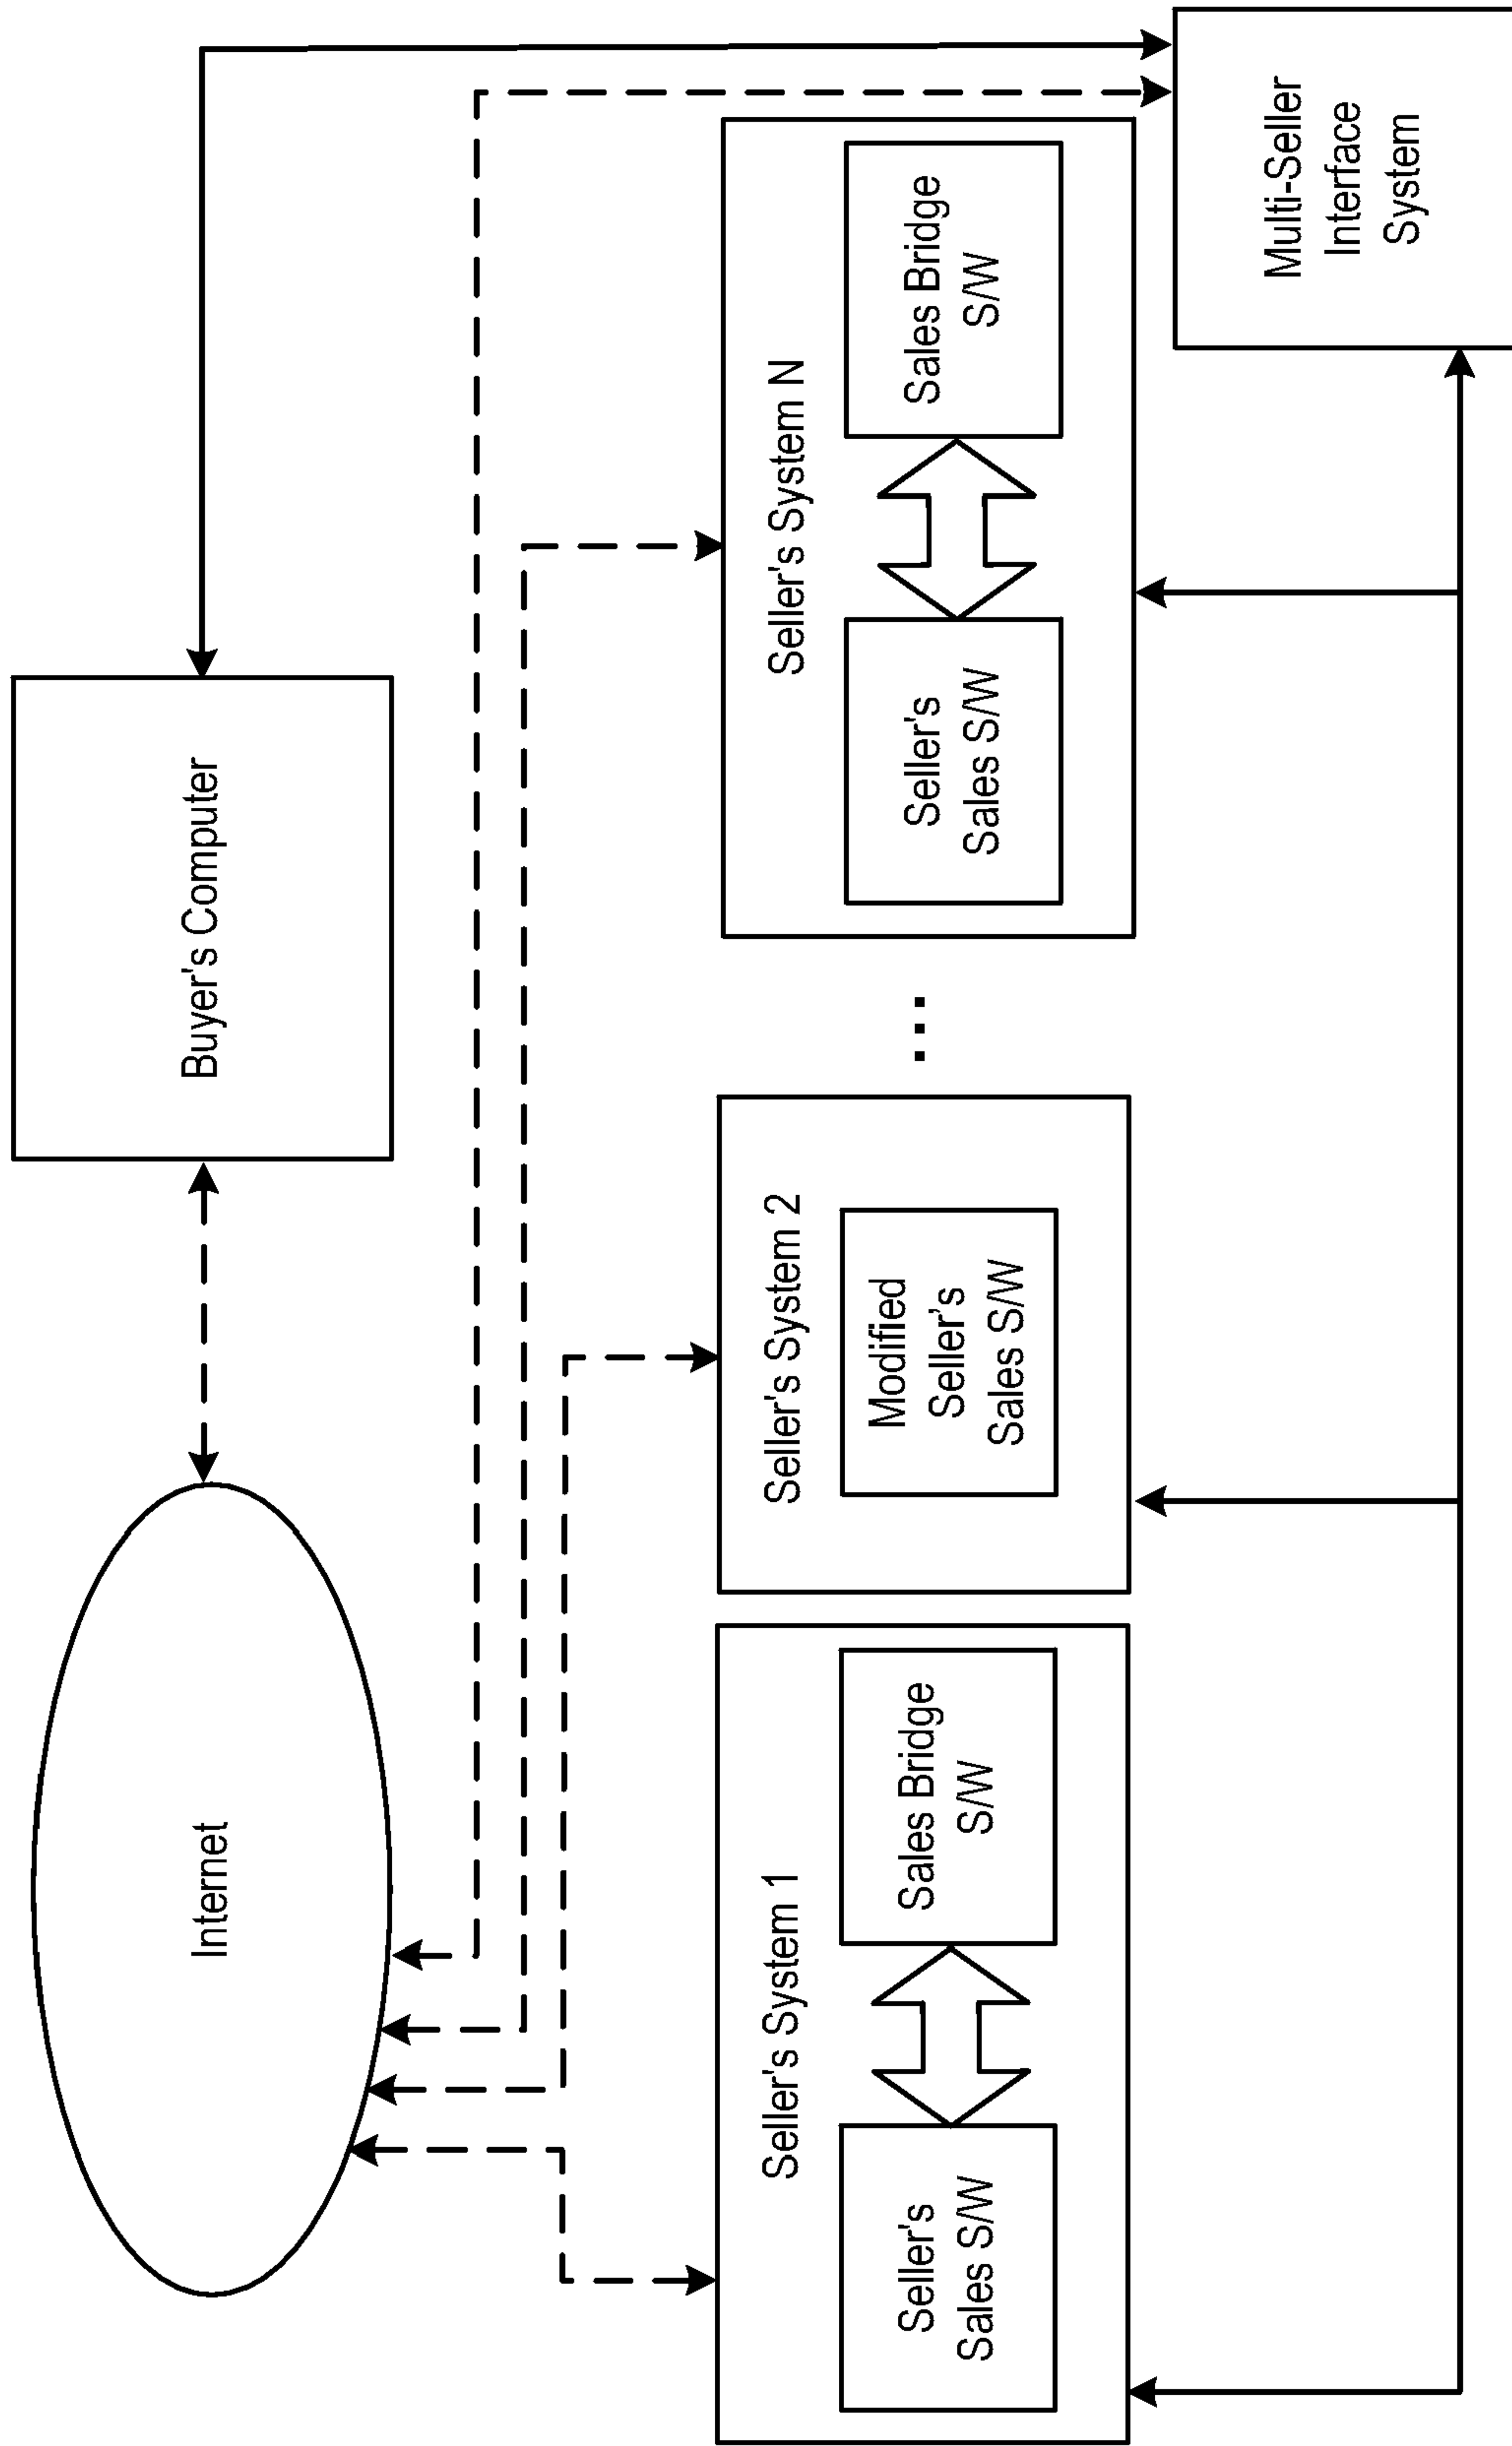 Internet
Buyer's Computer
Seller's System 1
Seller's
Sales S/W
Sales Bridge
S/W
Seller's System 2
Modified
Seller's
Sales S/W
...
Seller's System N
Seller's
Sales S/W
Sales Bridge
S/W
Multi-Seller
Interface
System